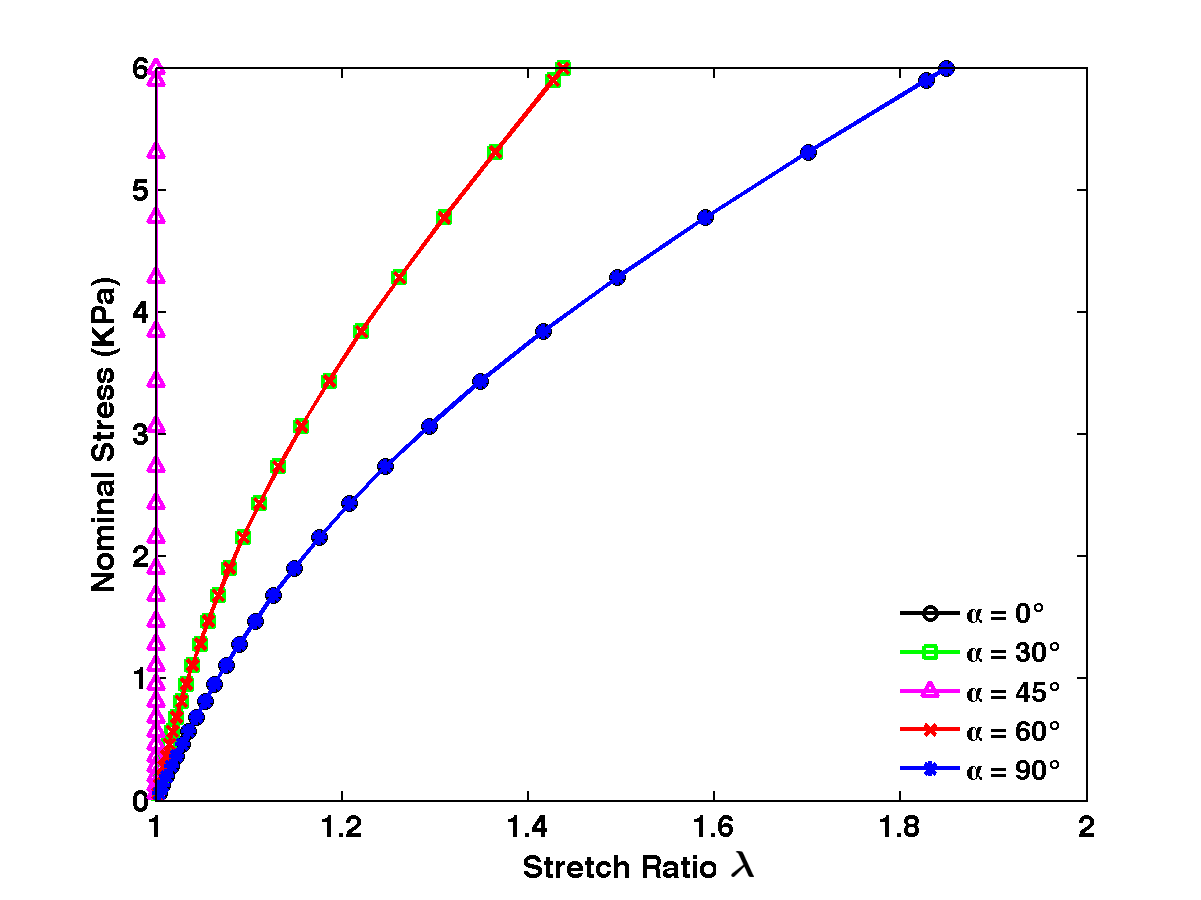 6
5
4
3
2
1
0
Nominal Stress (KPa)
1
1.2
1.4
1.6
1.8
2
Stretch Ratio λ
α = 0°
α = 30°
α = 45°
α = 60°
α = 90°